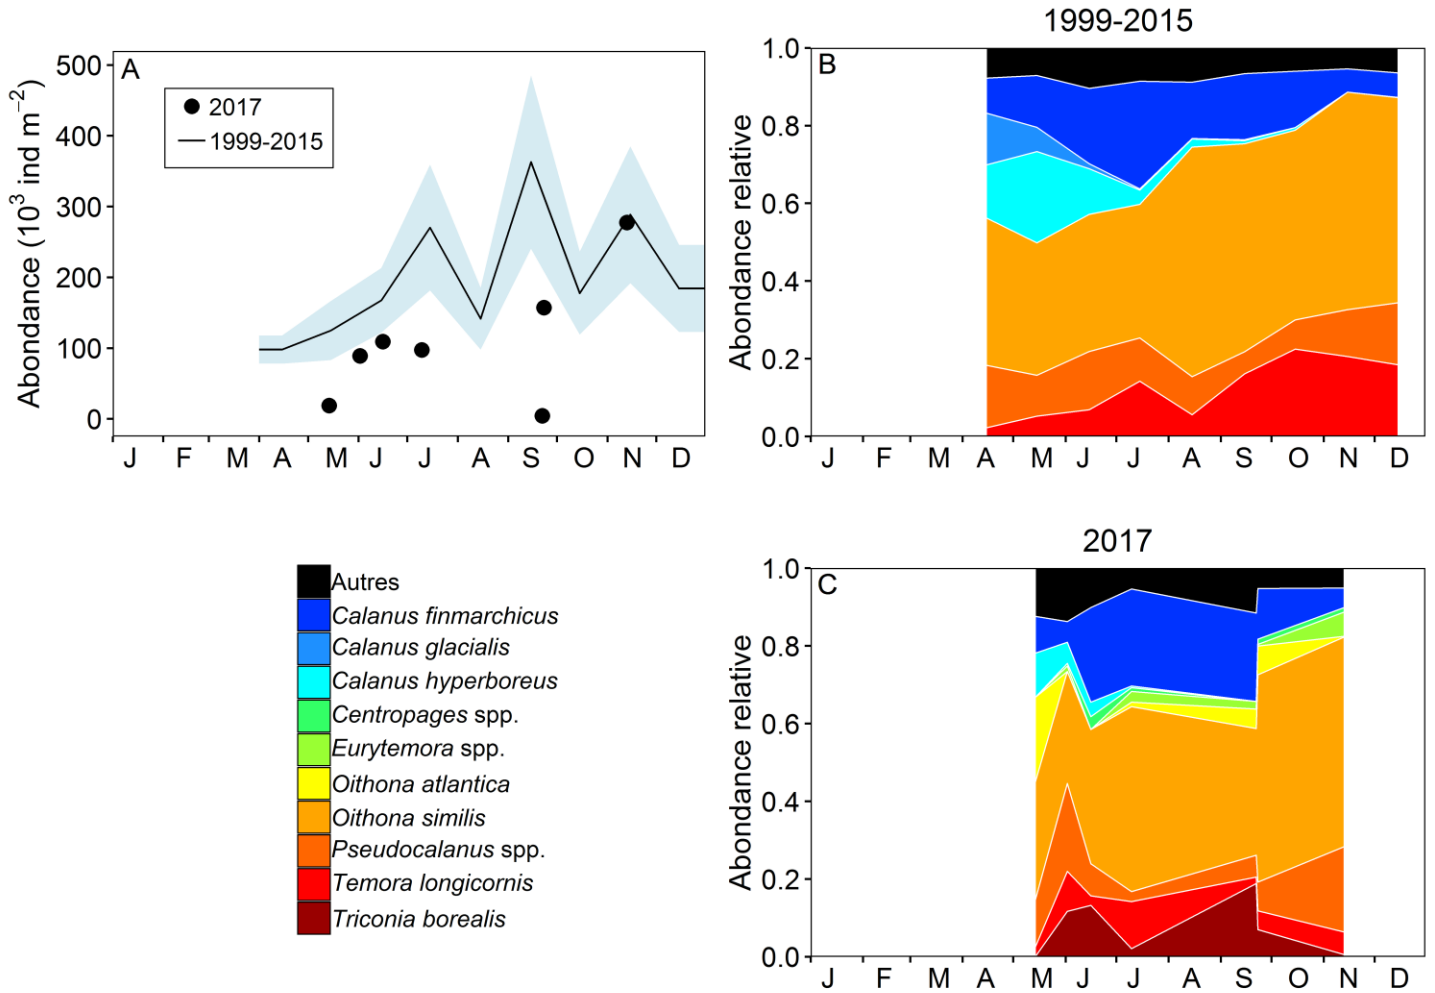 A
Abondance (10³ ind m⁻²)
500
400
300
200
100
0
2017
1999-2015
J F M A M J J A S O N D
1999-2015
B
Abondance relative
1.0
0.8
0.6
0.4
0.2
0.0
J F M A M J J A S O N D
Autres
Calanus finmarchicus
Calanus glacialis
Calanus hyperboreus
Centropages spp.
Eurytemora spp.
Oithona atlantica
Oithona similis
Pseudocalanus spp.
Temora longicornis
Triconia borealis
2017
C
Abondance relative
1.0
0.8
0.6
0.4
0.2
0.0
J F M A M J J A S O N D